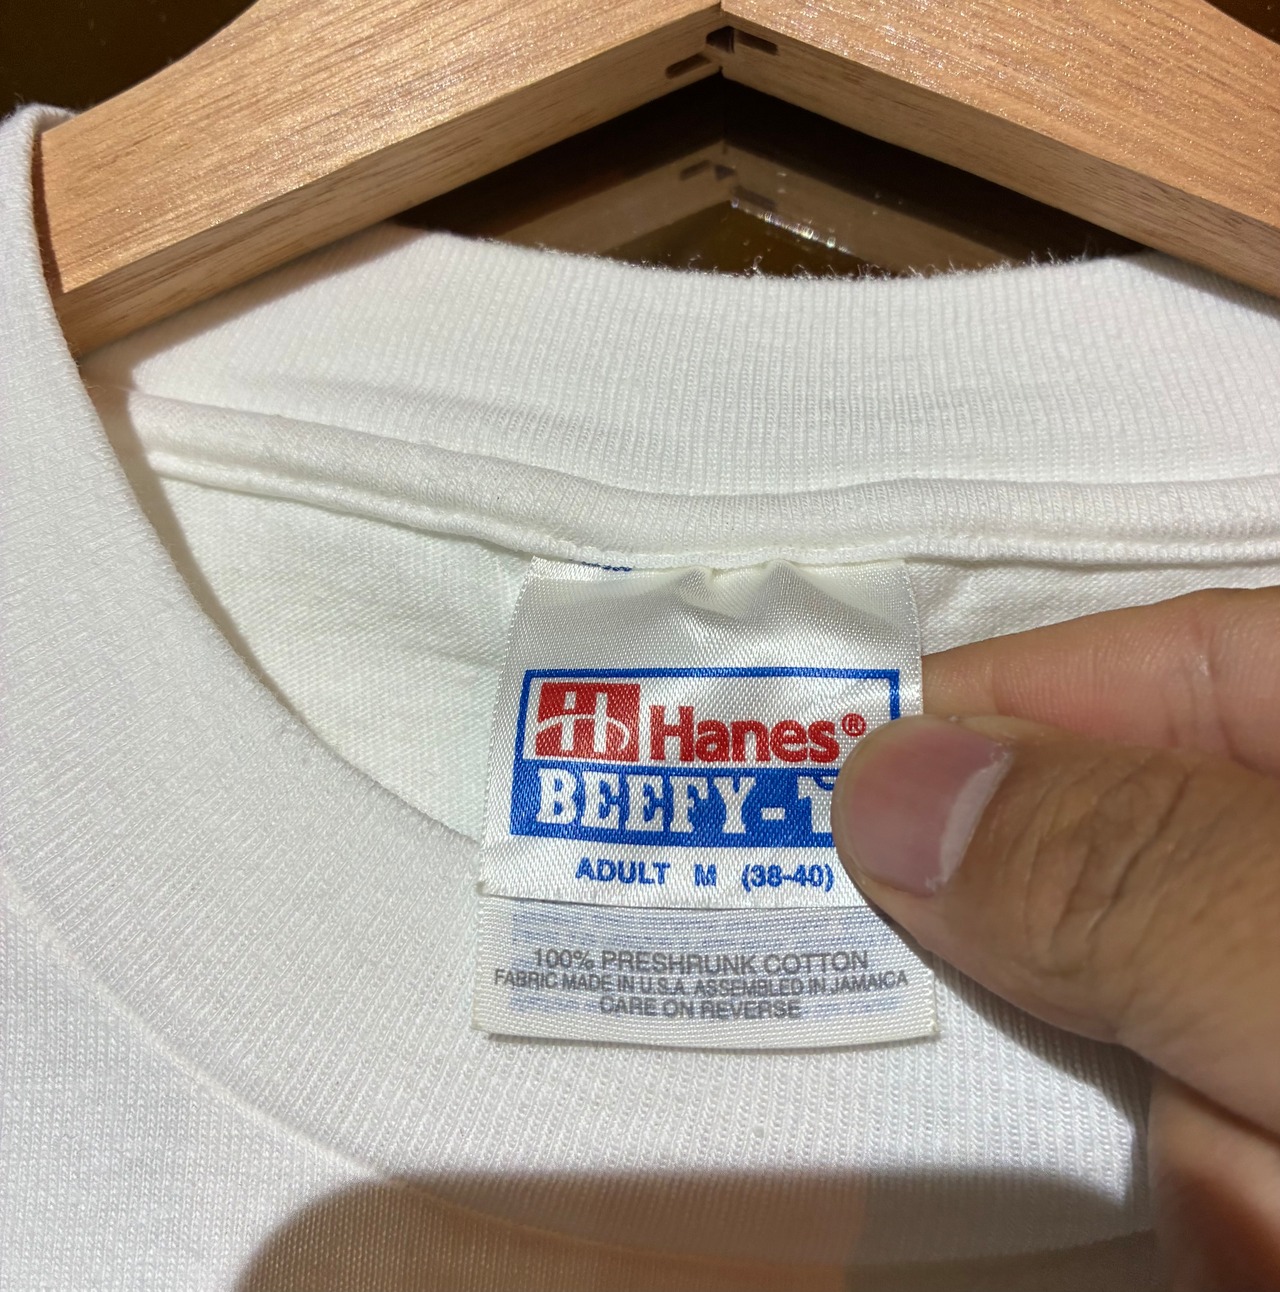 Hanes®
BEEFY-T
ADULT M (38-40)
100% PRESHRUNK COTTON
FABRIC MADE IN U.S.A. ASSEMBLED IN JAMAICA
CARE ON REVERSE